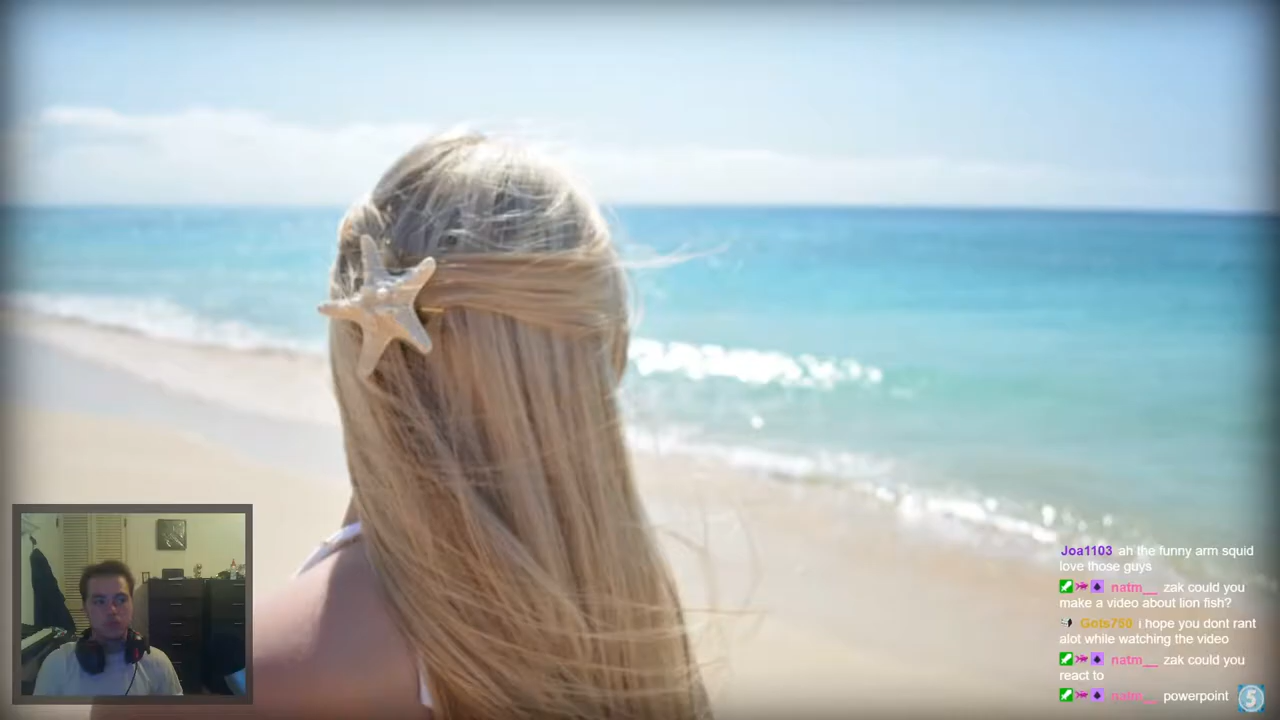 Joa1103 ah the funny arm squid
love those guys
natm__ zak could you
make a video about lion fish?
Gots750 i hope you dont rant
alot while watching the video
natm__ zak could you
react to
natm__ powerpoint
5